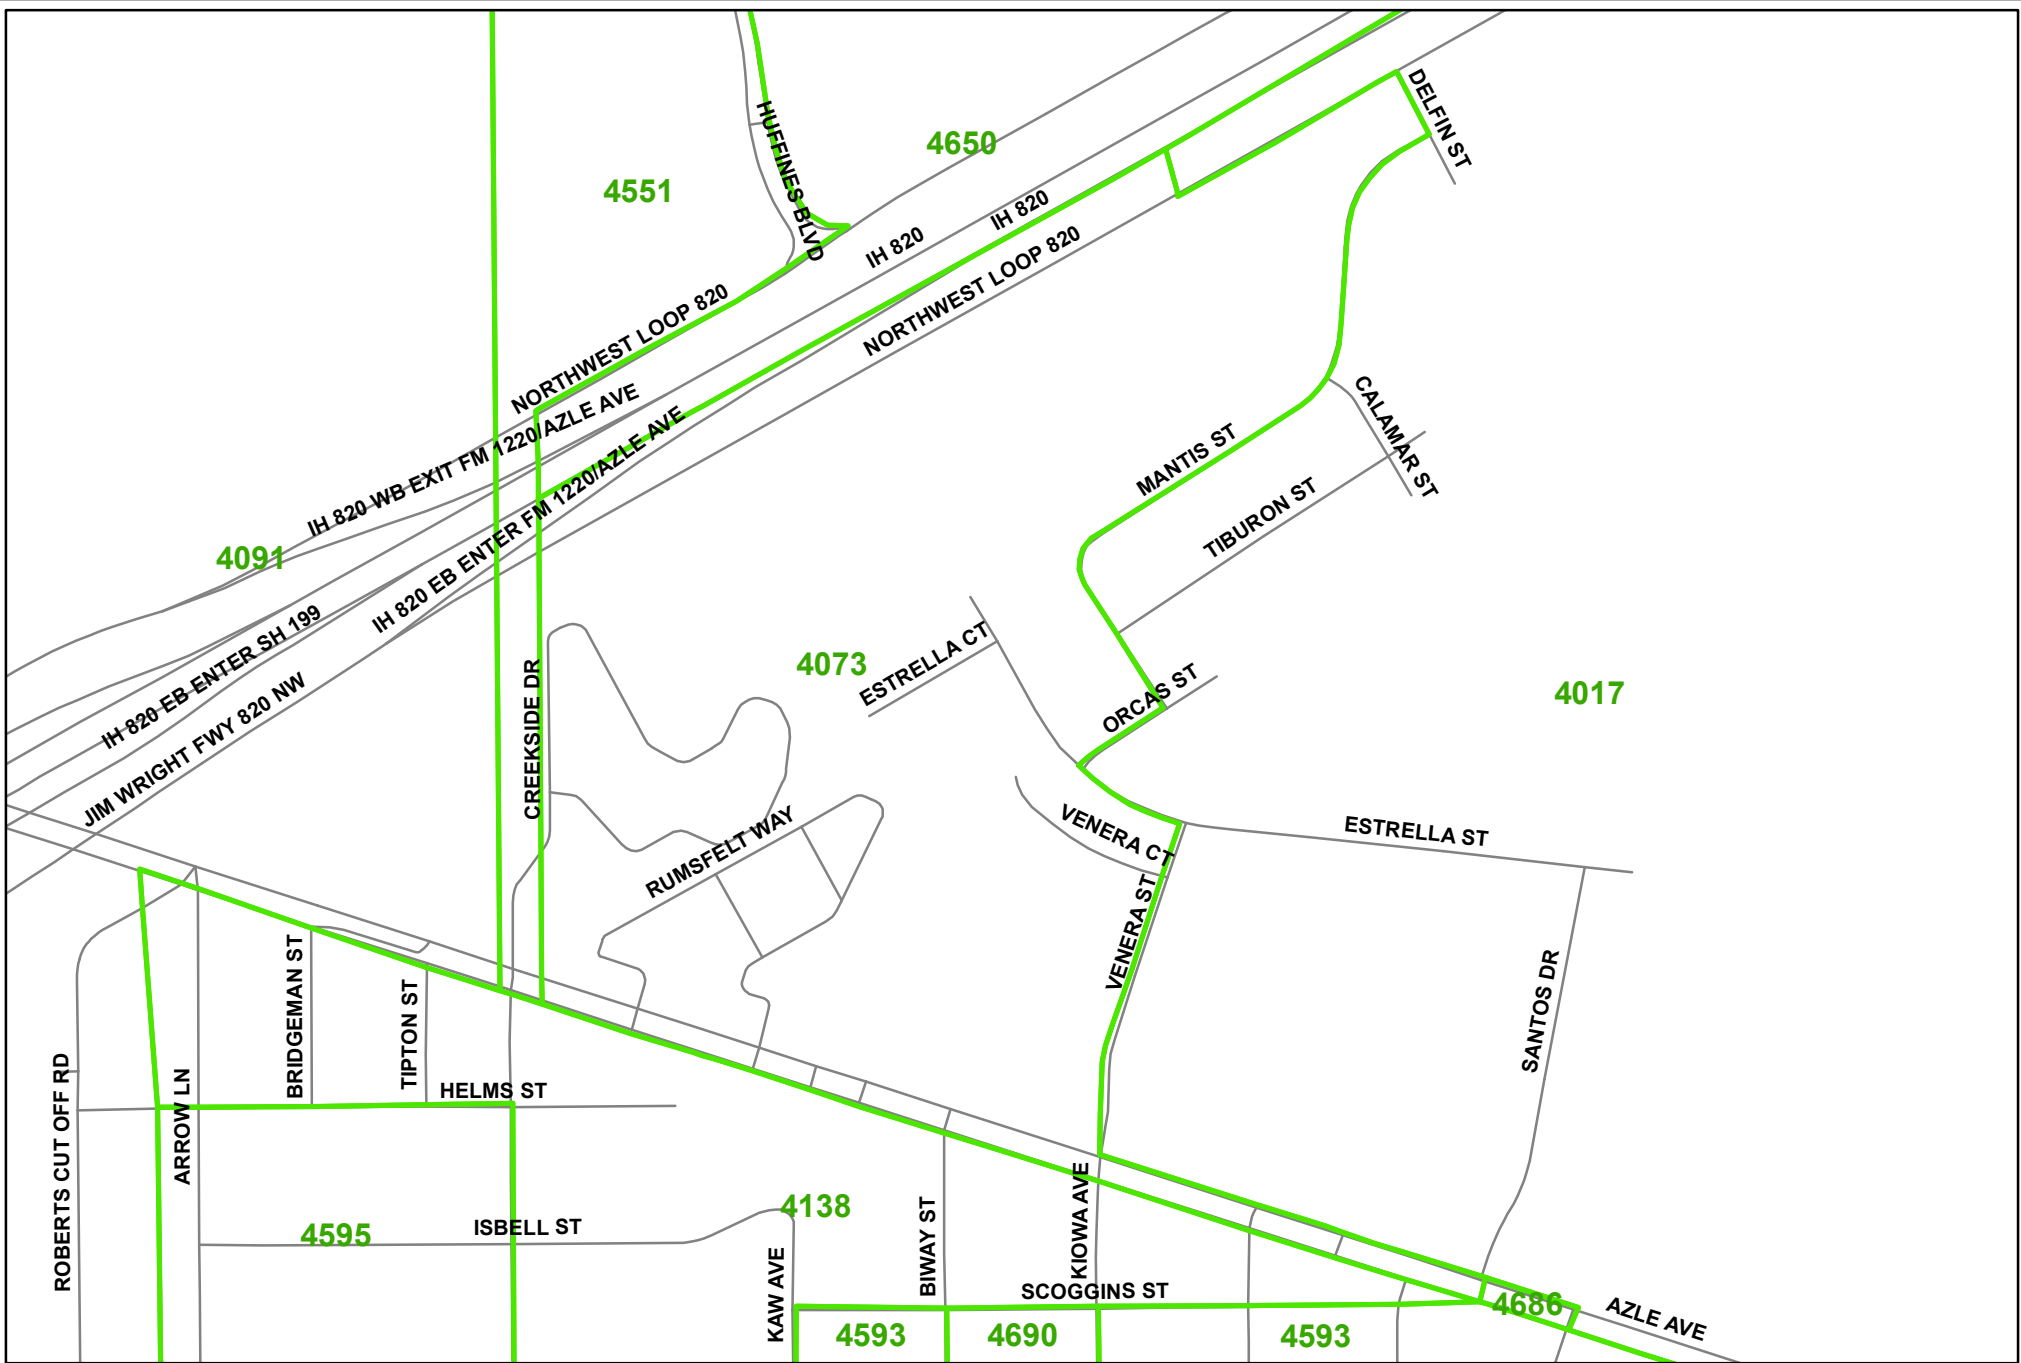 DELFIN ST
HUFFINES BLVD
4650
4551
IH 820
IH 820
NORTHWEST LOOP 820
NORTHWEST LOOP 820
IH 820 WB EXIT FM 1220/AZLE AVE
CALAMAR ST
MANTIS ST
TIBURON ST
IH 820 EB ENTER FM 1220/AZLE AVE
4091
IH 820 EB ENTER SH 199
JIM WRIGHT FWY 820 NW
CREEKSIDE DR
4073
ESTRELLA CT
ORCAS ST
4017
RUMSFELT WAY
VENERA CT
ESTRELLA ST
VENERA ST
SANTOS DR
BRIDGEMAN ST
TIPTON ST
HELMS ST
ROBERTS CUT OFF RD
ARROW LN
4595
ISBELL ST
4138
KAW AVE
BIWAY ST
KIOWA AVE
SCOGGINS ST
4686
AZLE AVE
4593
4690
4593